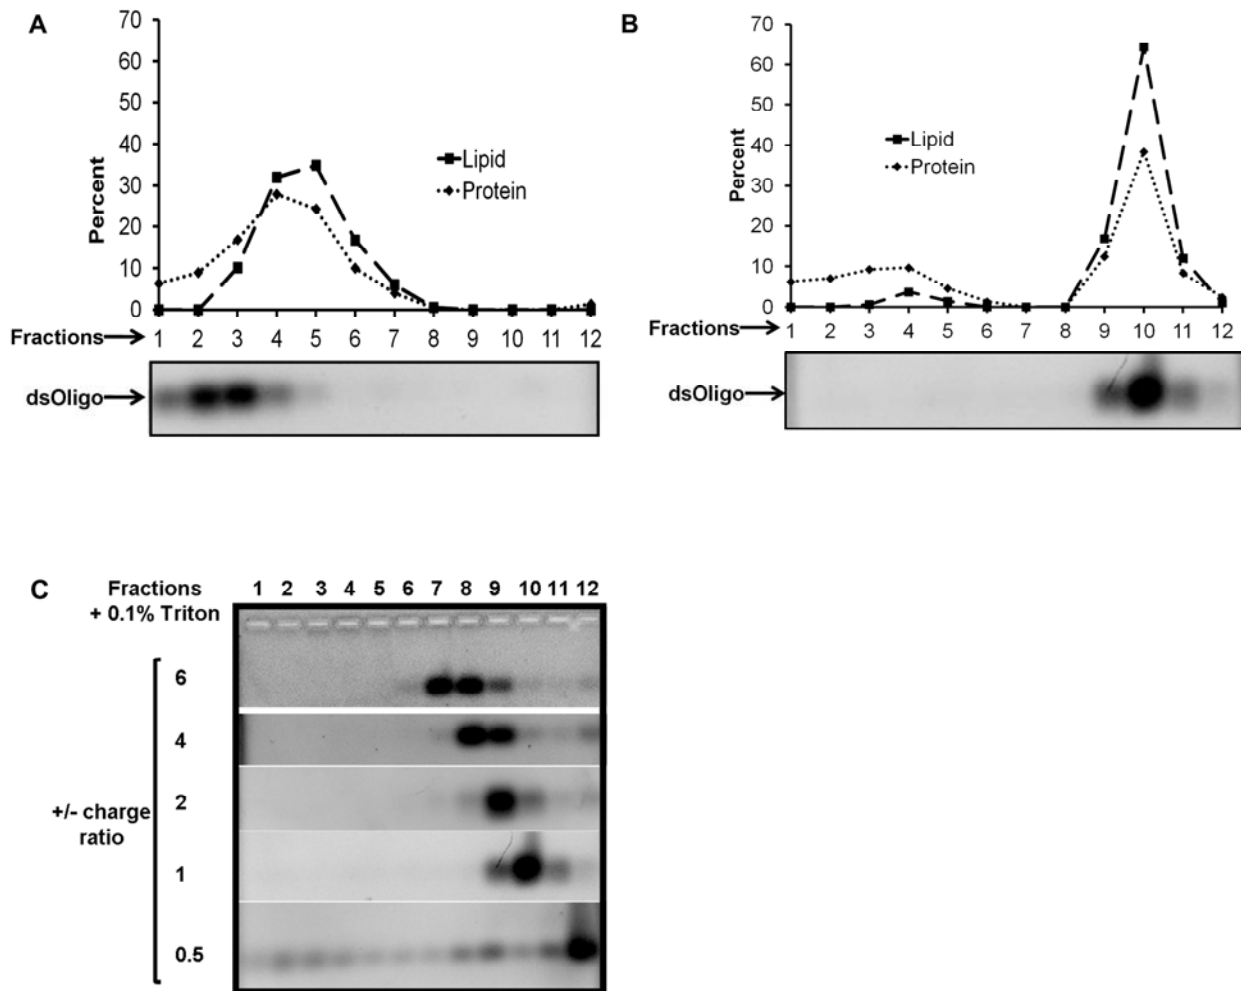 A
70
60
50
40
30
20
10
0
Percent
Lipid
Protein
Fractions 1 2 3 4 5 6 7 8 9 10 11 12
dsOligo
B
70
60
50
40
30
20
10
0
Percent
Lipid
Protein
Fractions 1 2 3 4 5 6 7 8 9 10 11 12
dsOligo
C
Fractions 1 2 3 4 5 6 7 8 9 10 11 12
+ 0.1% Triton
+/- charge
ratio
6
4
2
1
0.5